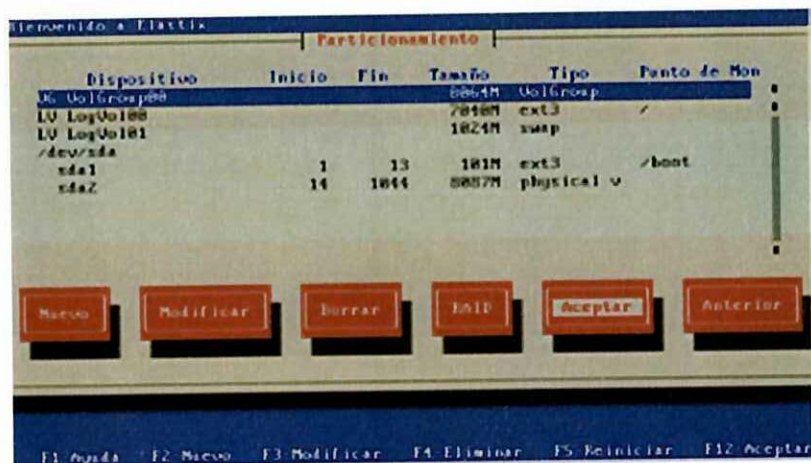 Bienvenido a Elastix
Particionamiento
Dispositivo Inicio Fin Tamaño Tipo Punto de Mon
VG VolGroup00 8064M VolGroup
LV LogVol00 7040M ext3 /
LV LogVol01 1024M swap
/dev/sda
sda1 1 13 101M ext3 /boot
sda2 14 1044 8087M physical v
Nuevo Modificar Borrar RAID Aceptar Anterior
F1-Ayuda F2-Nuevo F3-Modificar F4-Eliminar F5-Reiniciar F12-Aceptar